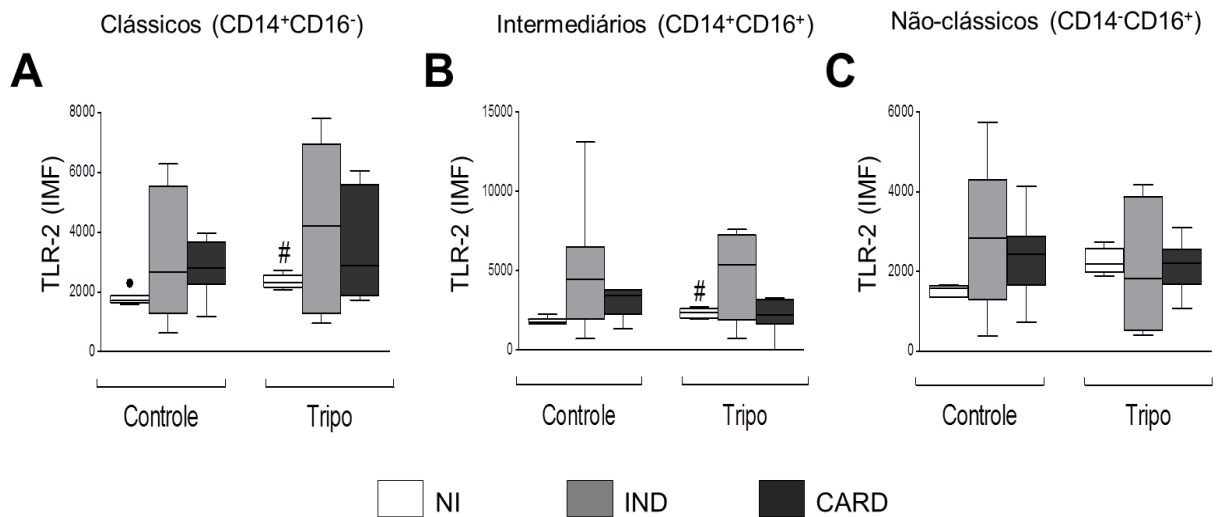 Clássicos (CD14⁺CD16⁻)
Intermediários (CD14⁺CD16⁺)
Não-clássicos (CD14⁻CD16⁺)
A
B
C
TLR-2 (IMF)
8000
6000
4000
2000
0
#
Controle
Tripo
TLR-2 (IMF)
15000
10000
5000
0
#
Controle
Tripo
TLR-2 (IMF)
6000
4000
2000
0
Controle
Tripo
NI
IND
CARD